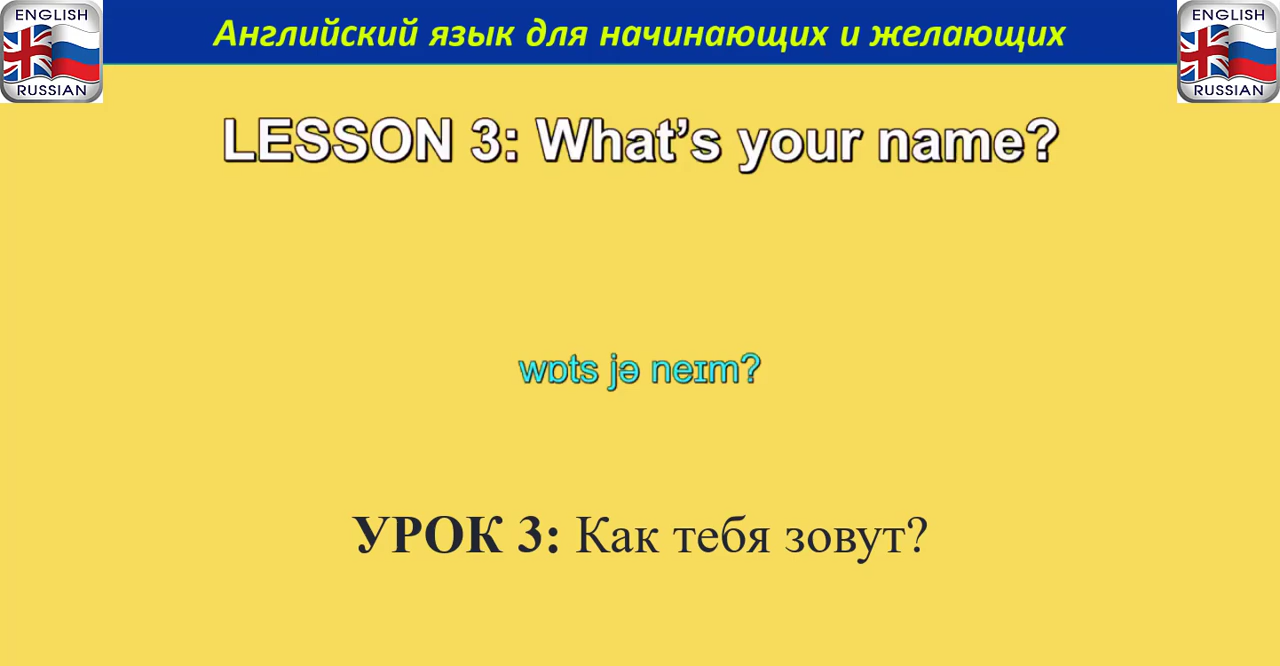 ENGLISH
RUSSIAN
Английский язык для начинающих и желающих
ENGLISH
RUSSIAN
LESSON 3: What’s your name?
wɒts jə neɪm?
УРОК 3: Как тебя зовут?